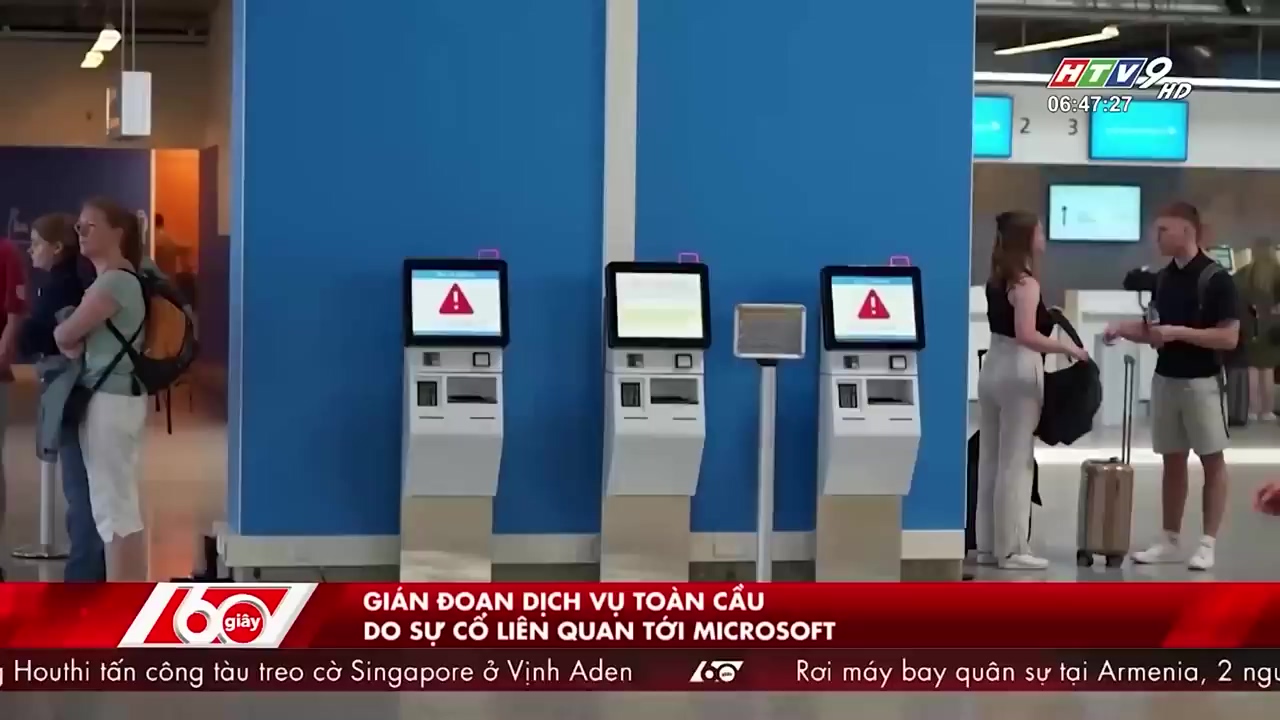 HTV9 HD
06:47:27
2
3
60 giây
GIÁN ĐOẠN DỊCH VỤ TOÀN CẦU
DO SỰ CỐ LIÊN QUAN TỚI MICROSOFT
Houthi tấn công tàu treo cờ Singapore ở Vịnh Aden
60 giây
Rơi máy bay quân sự tại Armenia, 2